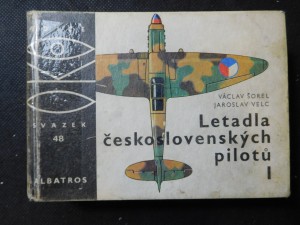 VÁCLAV ŠOREL
JAROSLAV VELC
Letadla
československých
pilotů
I
SVAZEK
48
ALBATROS